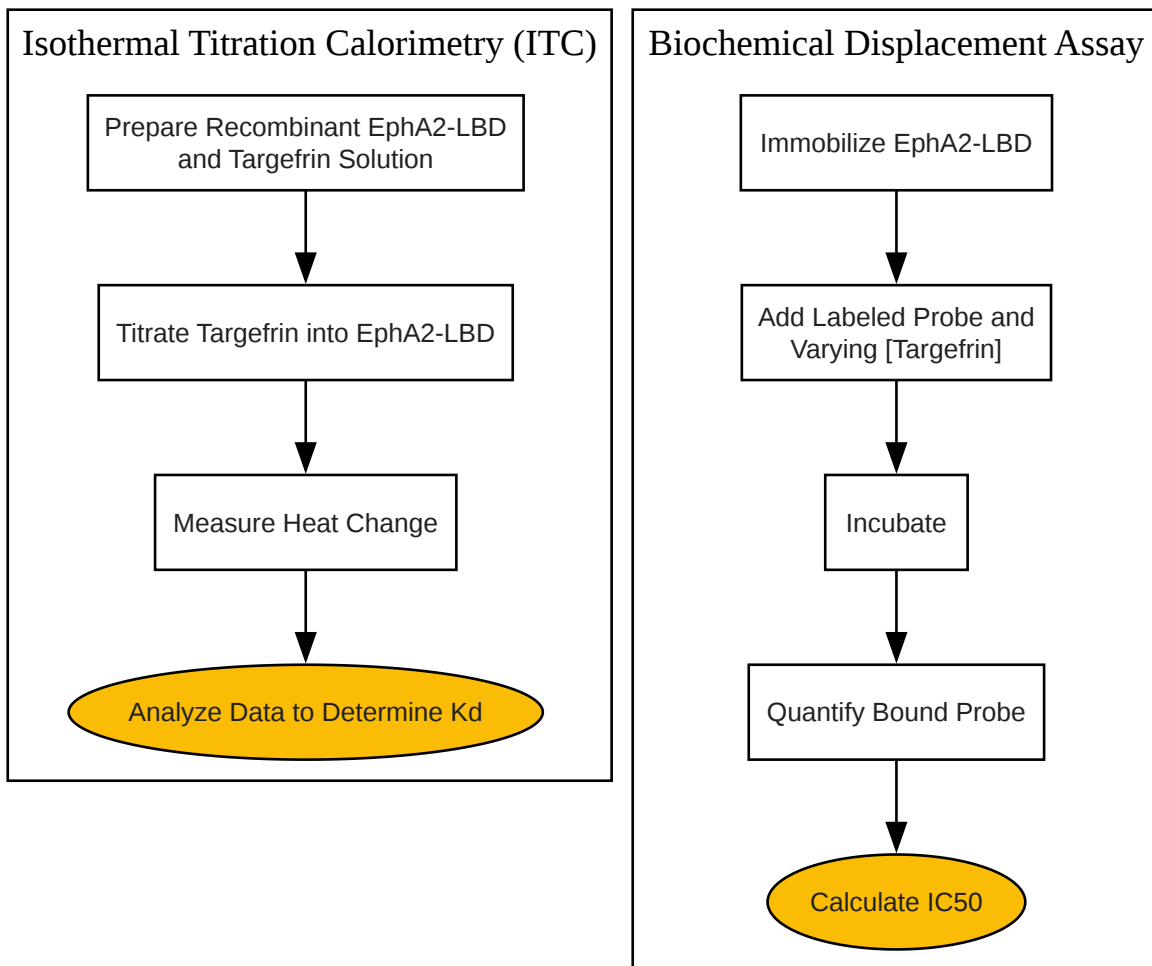 Isothermal Titration Calorimetry (ITC)
Prepare Recombinant EphA2-LBD
and Targefrin Solution
Titrate Targefrin into EphA2-LBD
Measure Heat Change
Analyze Data to Determine Kd
Biochemical Displacement Assay
Immobilize EphA2-LBD
Add Labeled Probe and
Varying [Targefrin]
Incubate
Quantify Bound Probe
Calculate IC50